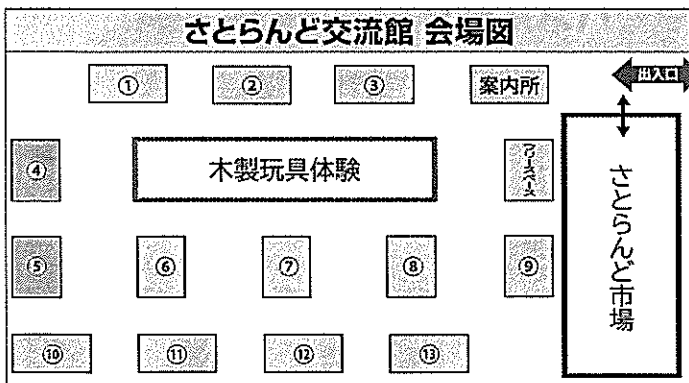 さとらんど交流館 会場図
① ② ③ 案内所 出入口
④ 木製玩具体験 フリースペース
さとらんど市場
⑤ ⑥ ⑦ ⑧ ⑨
⑩ ⑪ ⑫ ⑬